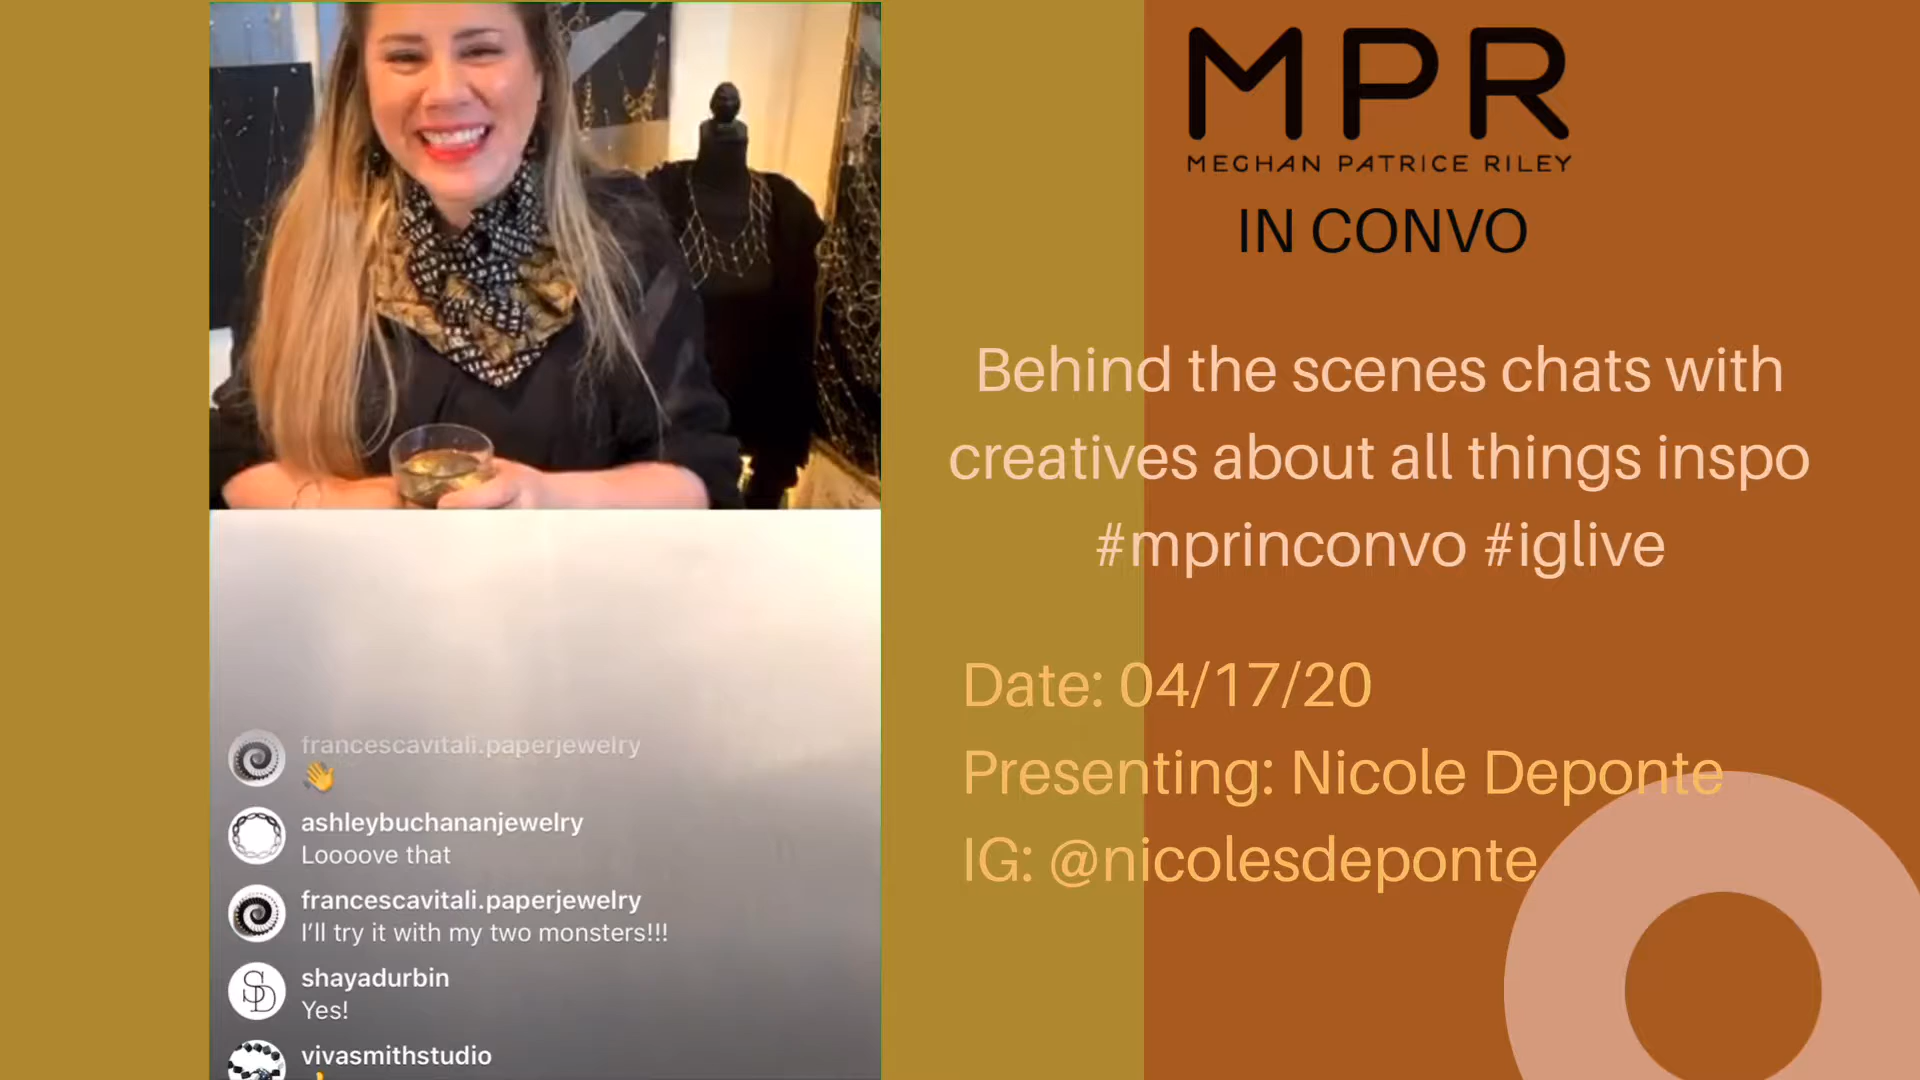 MPR
MEGHAN PATRICE RILEY
IN CONVO
Behind the scenes chats with
creatives about all things inspo
#mprinconvo #iglive
Date: 04/17/20
Presenting: Nicole Deponte
IG: @nicolesdeponte
francescavitali.paperjewelry
👋
ashleybuchananjewelry
Loooove that
francescavitali.paperjewelry
I'll try it with my two monsters!!!
SD
shayadurbin
Yes!
vivasmithstudio